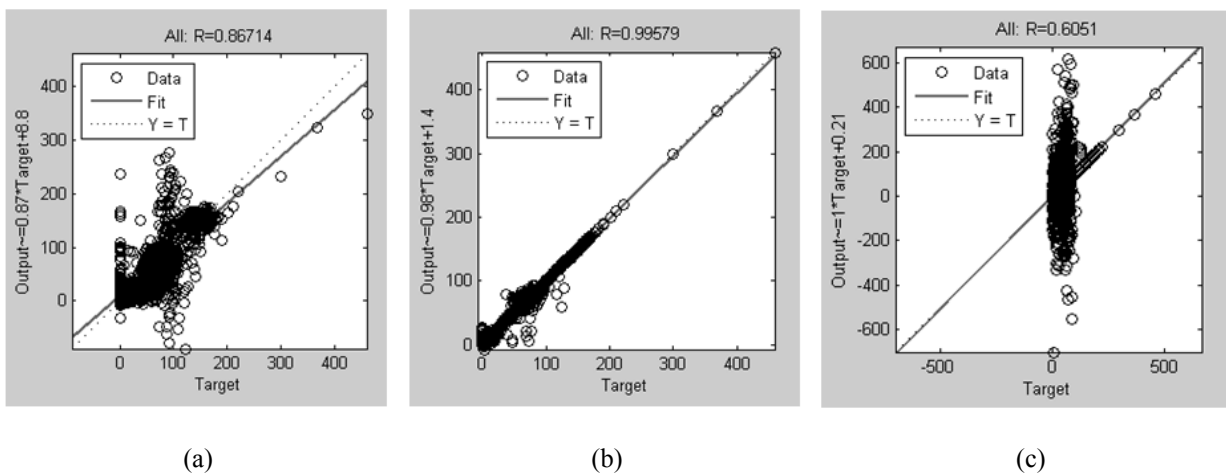 All: R=0.86714
Data
Fit
Y = T
Output~=0.87*Target+8.8
400
300
200
100
0
0
100
200
300
400
Target
(a)
All: R=0.99579
Data
Fit
Y = T
Output~=0.98*Target+1.4
400
300
200
100
0
0
100
200
300
400
Target
(b)
All: R=0.6051
Data
Fit
Y = T
Output~=1*Target+0.21
600
400
200
0
-200
-400
-600
-500
0
500
Target
(c)